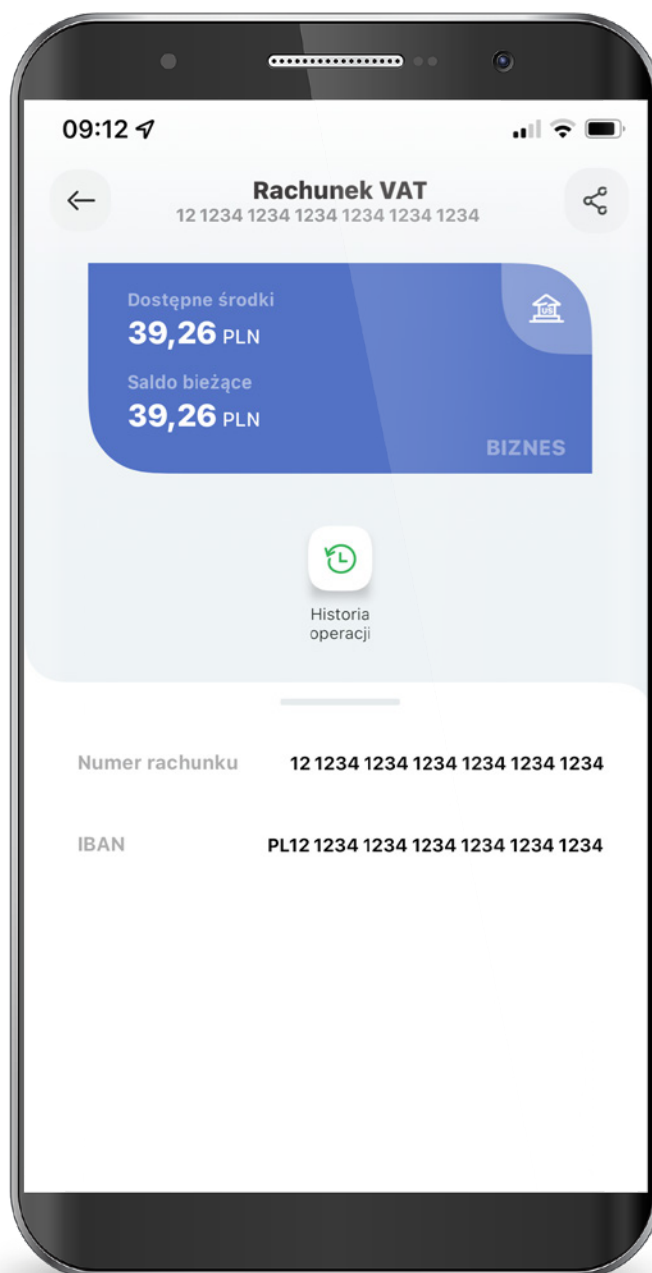 09:12
Rachunek VAT
12 1234 1234 1234 1234 1234 1234
Dostępne środki
39,26 PLN
US
Saldo bieżące
39,26 PLN
BIZNES
Historia
operacji
Numer rachunku 12 1234 1234 1234 1234 1234 1234
IBAN PL12 1234 1234 1234 1234 1234 1234